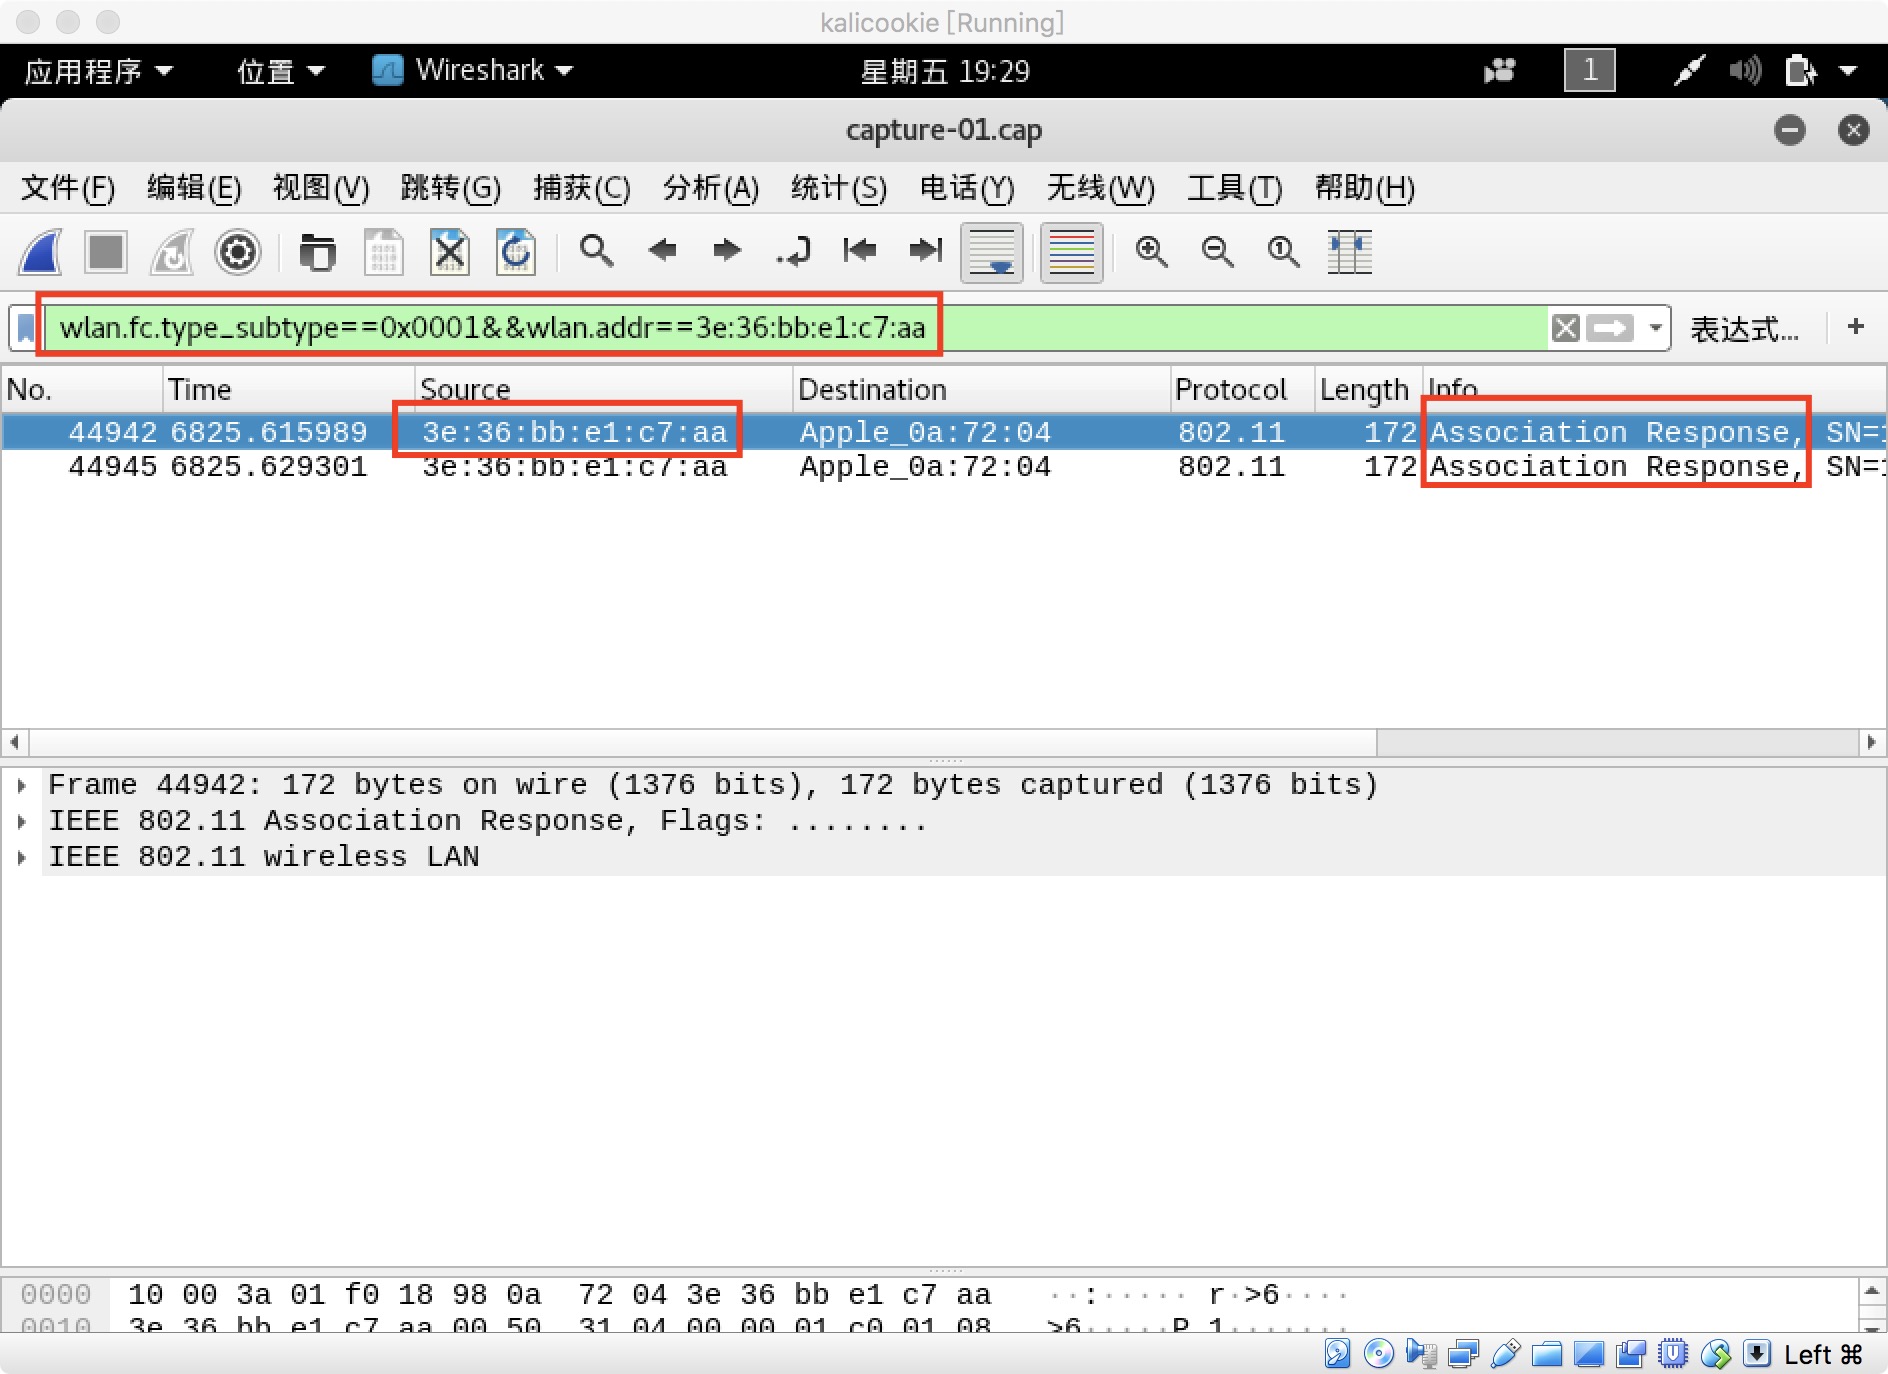 kalicookie [Running]
应用程序 位置 Wireshark 星期五 19:29 1
capture-01.cap
文件(F) 编辑(E) 视图(V) 跳转(G) 捕获(C) 分析(A) 统计(S) 电话(Y) 无线(W) 工具(T) 帮助(H)
wlan.fc.type_subtype==0x0001&&wlan.addr==3e:36:bb:e1:c7:aa 表达式... +
No. Time Source Destination Protocol Length Info
44942 6825.615989 3e:36:bb:e1:c7:aa Apple_0a:72:04 802.11 172 Association Response, SN=1
44945 6825.629301 3e:36:bb:e1:c7:aa Apple_0a:72:04 802.11 172 Association Response, SN=1
Frame 44942: 172 bytes on wire (1376 bits), 172 bytes captured (1376 bits)
IEEE 802.11 Association Response, Flags: ........
IEEE 802.11 wireless LAN
0000 10 00 3a 01 f0 18 98 0a 72 04 3e 36 bb e1 c7 aa ··:····· r·>6····
0010 3e 36 bb e1 c7 aa 00 50 31 04 00 00 01 c0 01 08 >6·····P 1·······
Left ⌘